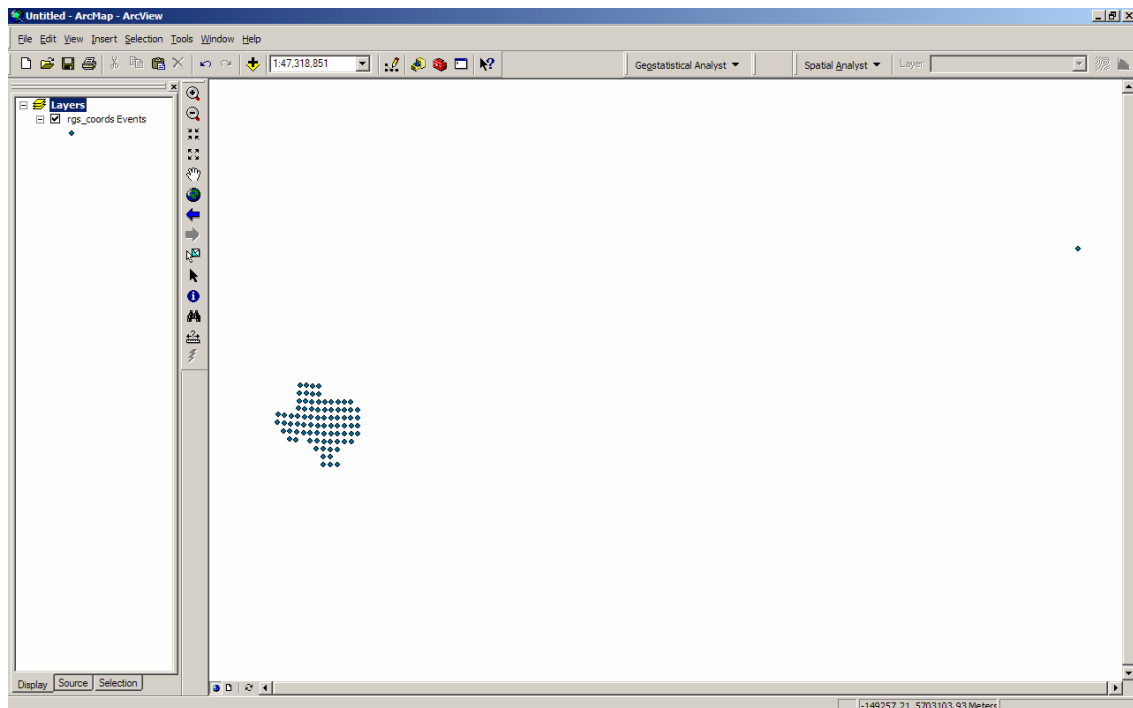 Untitled - ArcMap - ArcView
File Edit View Insert Selection Tools Window Help
1:47,318,851 Geostatistical Analyst Spatial Analyst Layer:
Layers
rgs_coords Events
Display Source Selection
-149257.21 5703103.93 Meters